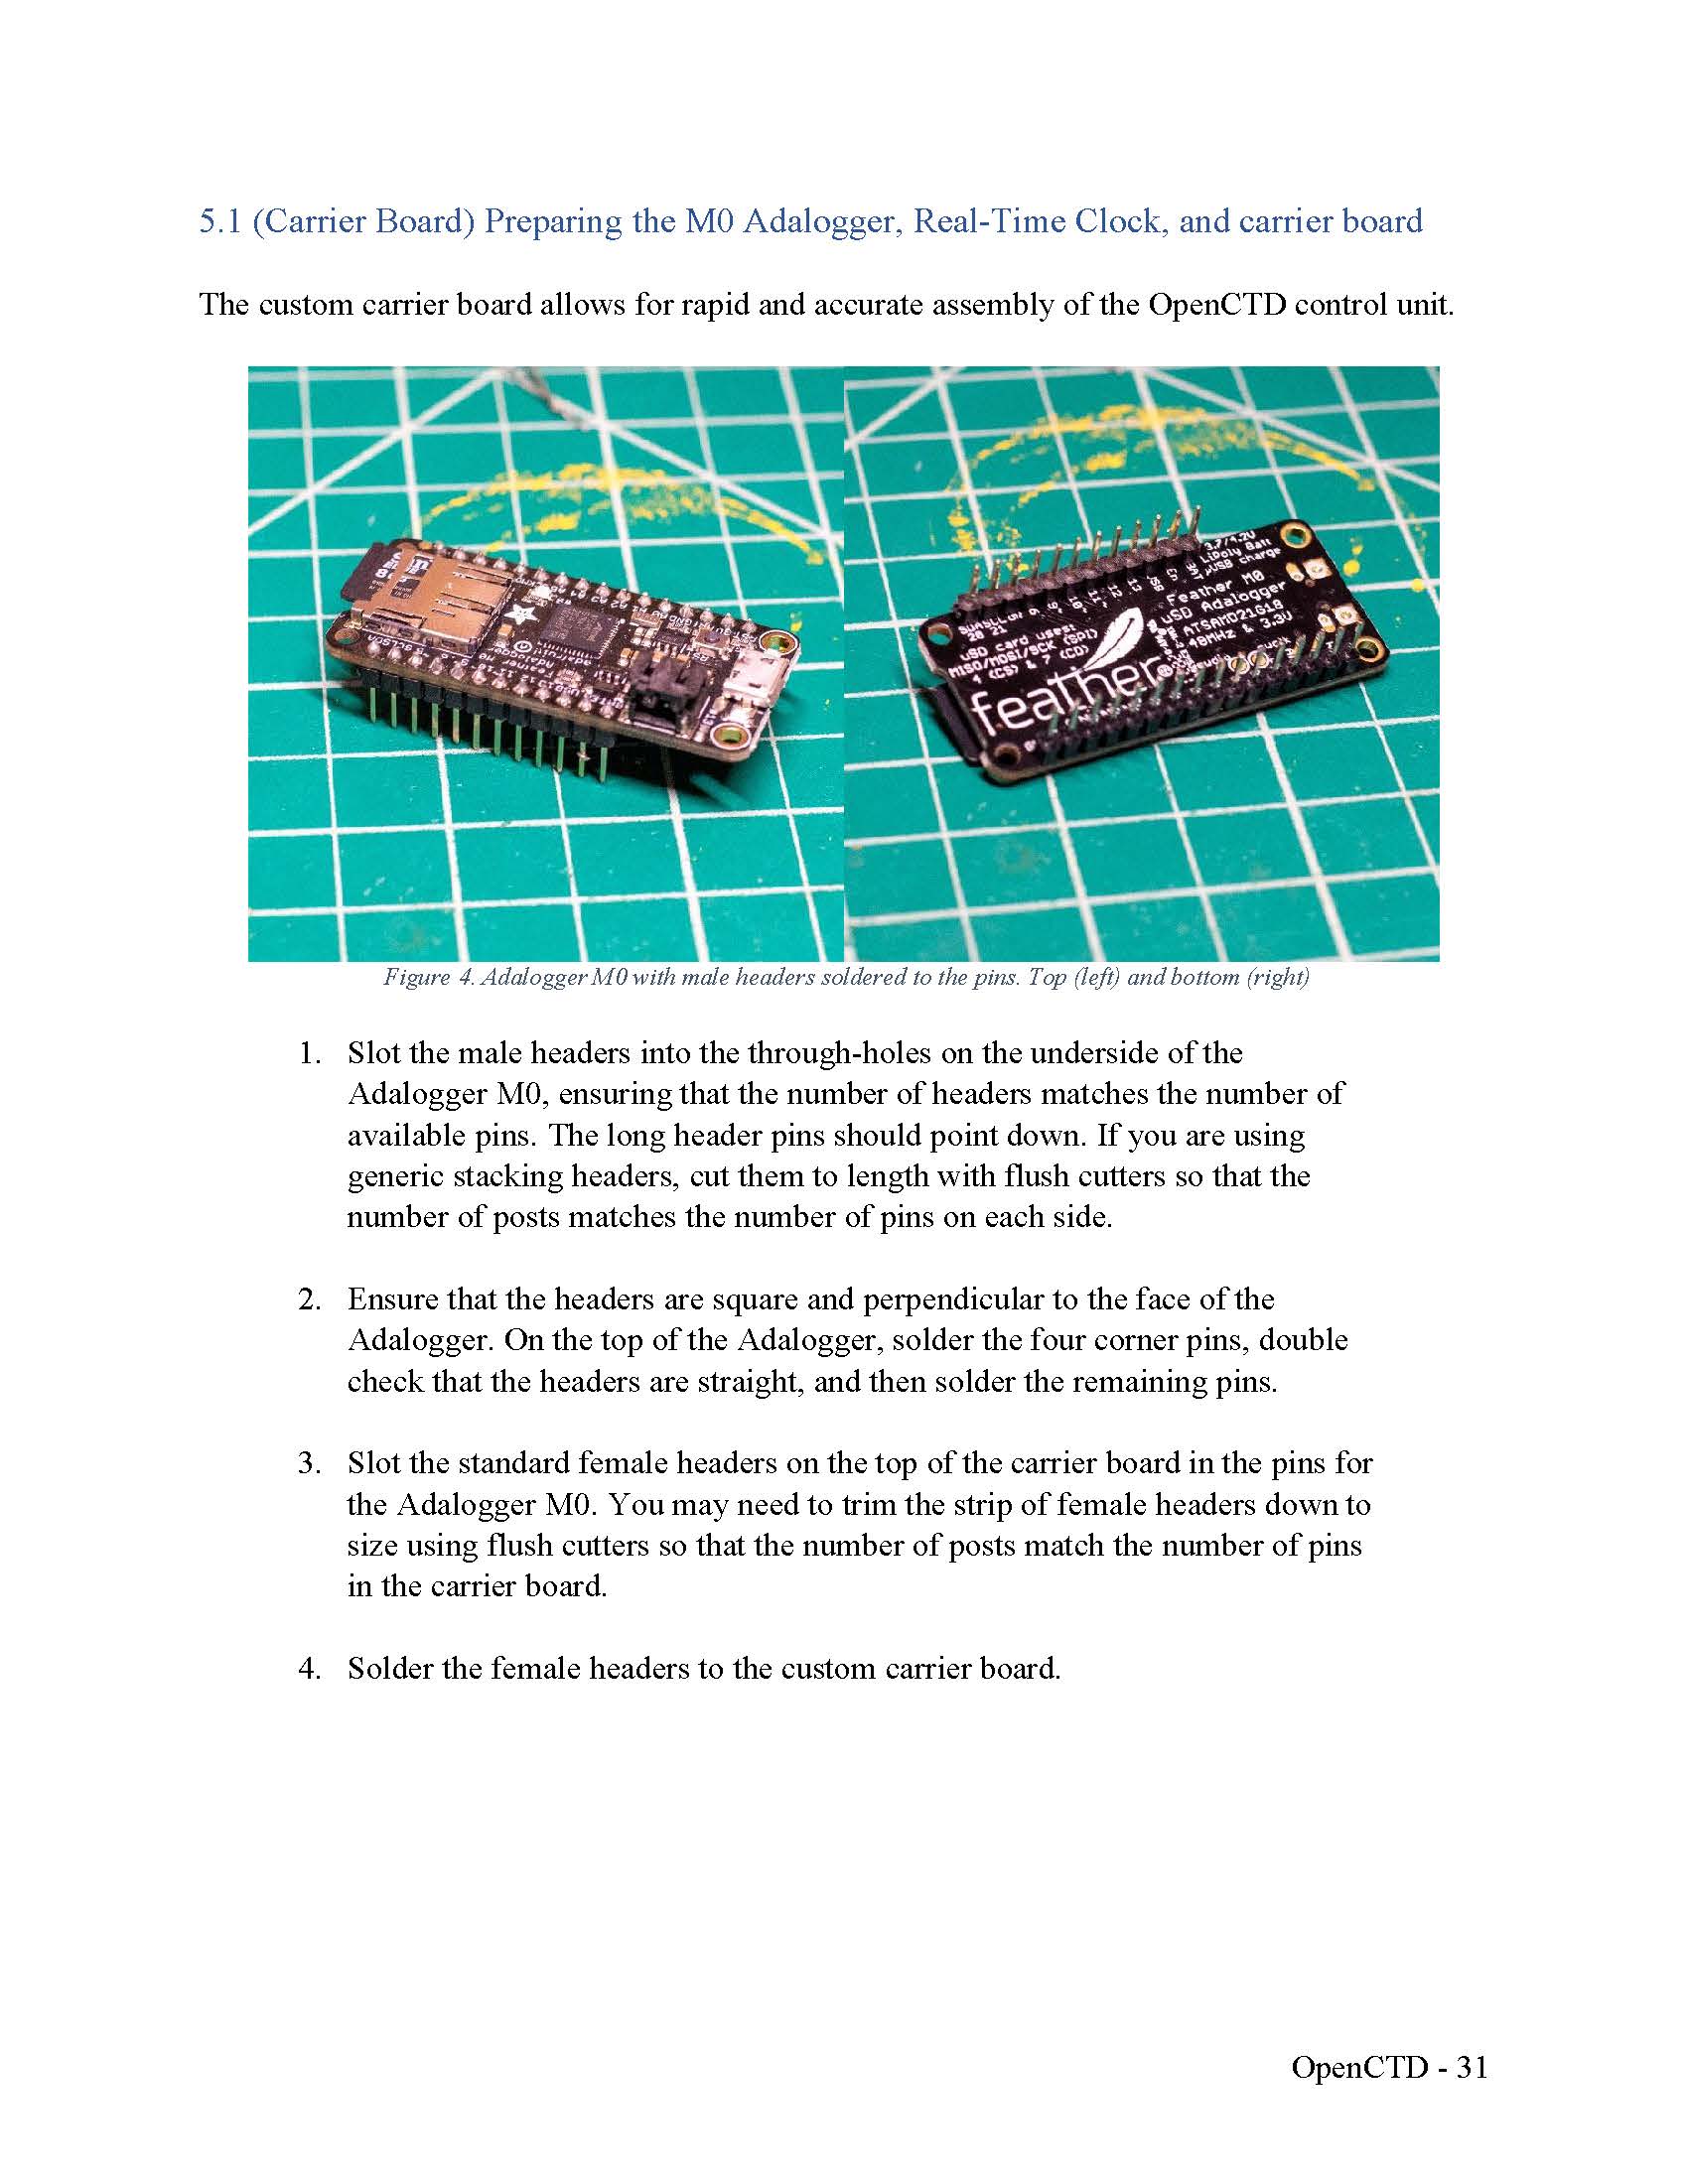 5.1 (Carrier Board) Preparing the M0 Adalogger, Real-Time Clock, and carrier board
The custom carrier board allows for rapid and accurate assembly of the OpenCTD control unit.
3.7/4.2V
LiPoly Batt
µUSB charge
Feather M0
µSD Adalogger
ATSAMD21G18
48MHz & 3.3V
20 21
µSD card uses:
MISO/MOSI/SCK (SPI)
4 (CS) & 7 (CD)
feather
Figure 4. Adalogger M0 with male headers soldered to the pins. Top (left) and bottom (right)
1. Slot the male headers into the through-holes on the underside of the
Adalogger M0, ensuring that the number of headers matches the number of
available pins. The long header pins should point down. If you are using
generic stacking headers, cut them to length with flush cutters so that the
number of posts matches the number of pins on each side.
2. Ensure that the headers are square and perpendicular to the face of the
Adalogger. On the top of the Adalogger, solder the four corner pins, double
check that the headers are straight, and then solder the remaining pins.
3. Slot the standard female headers on the top of the carrier board in the pins for
the Adalogger M0. You may need to trim the strip of female headers down to
size using flush cutters so that the number of posts match the number of pins
in the carrier board.
4. Solder the female headers to the custom carrier board.
OpenCTD - 31